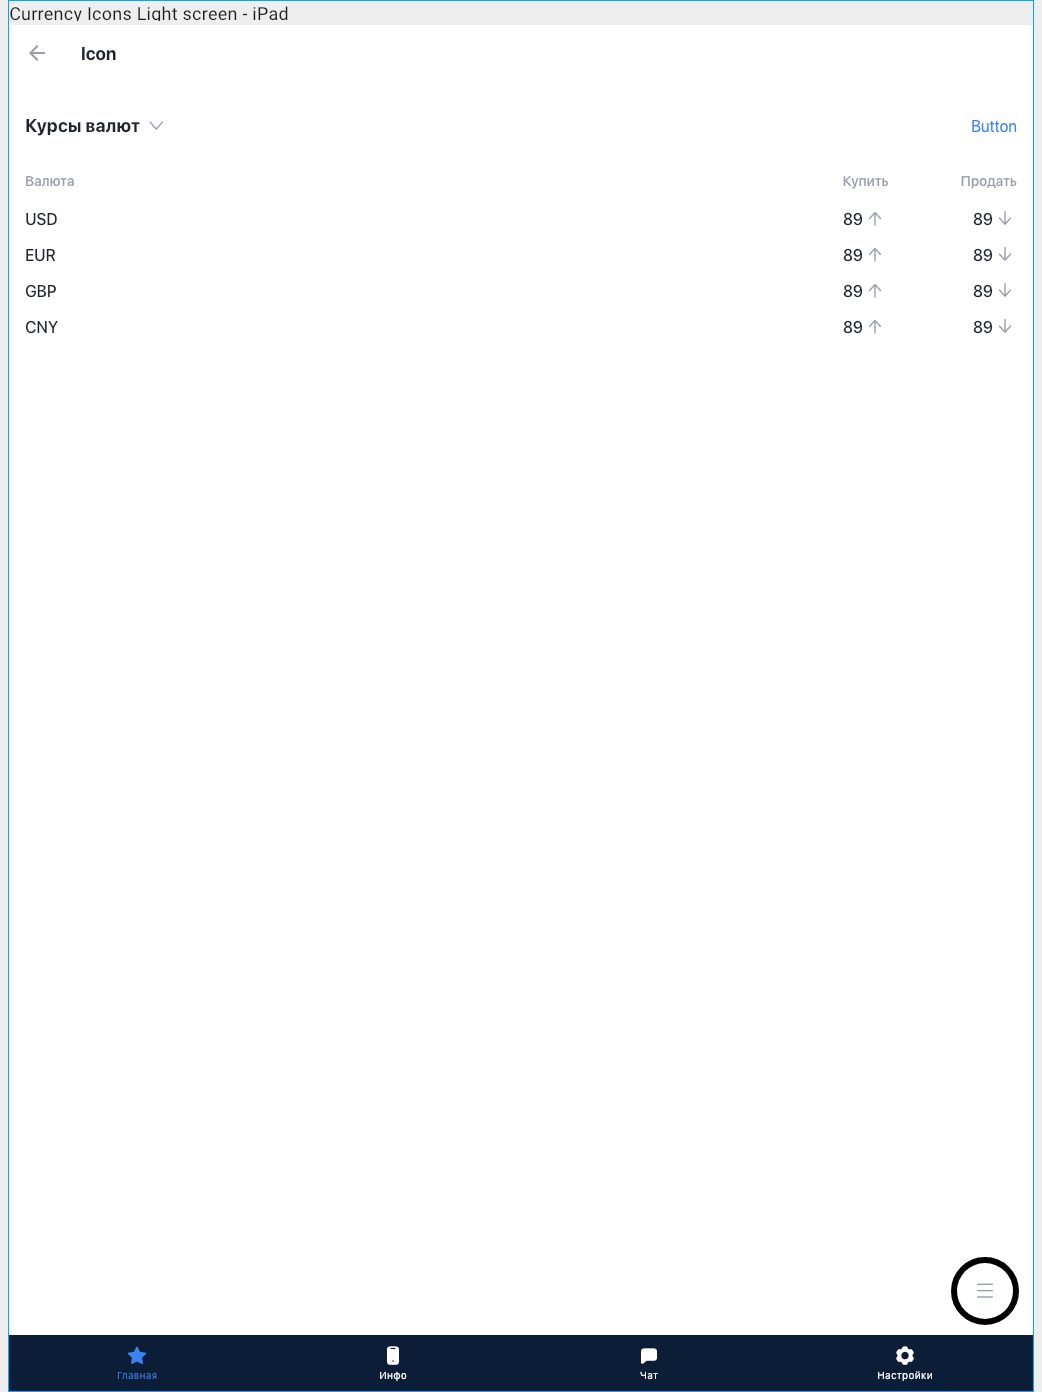 Currency Icons Light screen - iPad
Icon
Курсы валют
Button
Валюта Купить Продать
USD 89 89
EUR 89 89
GBP 89 89
CNY 89 89
Главная Инфо Чат Настройки